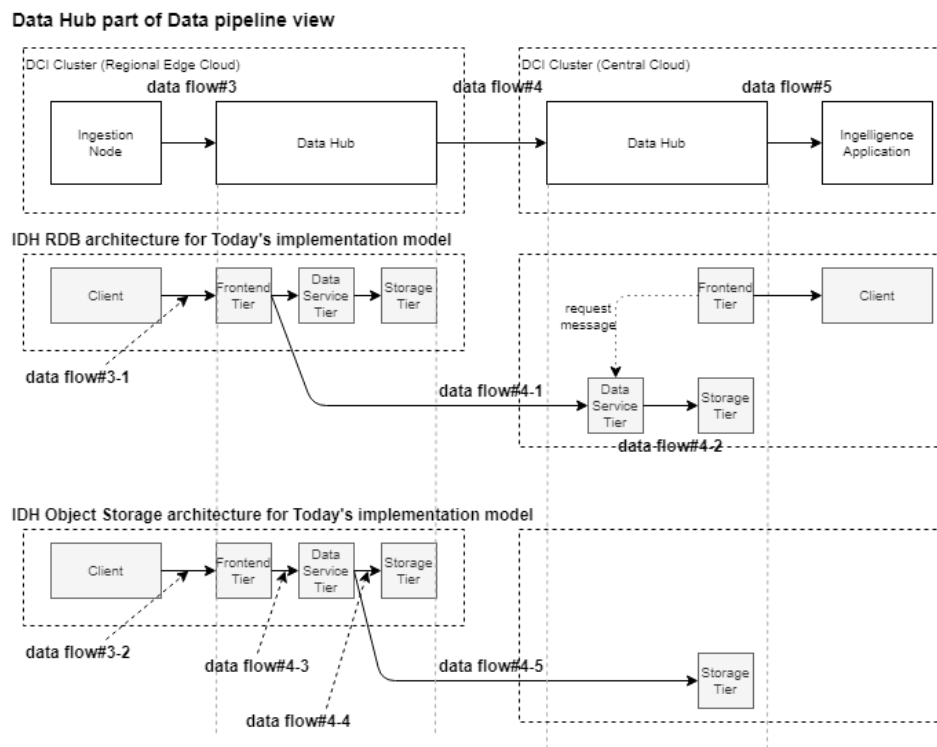 Data Hub part of Data pipeline view
DCI Cluster (Regional Edge Cloud)
DCI Cluster (Central Cloud)
data flow#3
data flow#4
data flow#5
Ingestion
Node
Data Hub
Data Hub
Ingelligence
Application
IDH RDB architecture for Today's implementation model
Client
Frontend
Tier
Data
Service
Tier
Storage
Tier
Frontend
Tier
Client
request
message
data flow#3-1
data flow#4-1
Data
Service
Tier
Storage
Tier
data flow#4-2
IDH Object Storage architecture for Today's implementation model
Client
Frontend
Tier
Data
Service
Tier
Storage
Tier
data flow#3-2
data flow#4-3
data flow#4-5
Storage
Tier
data flow#4-4